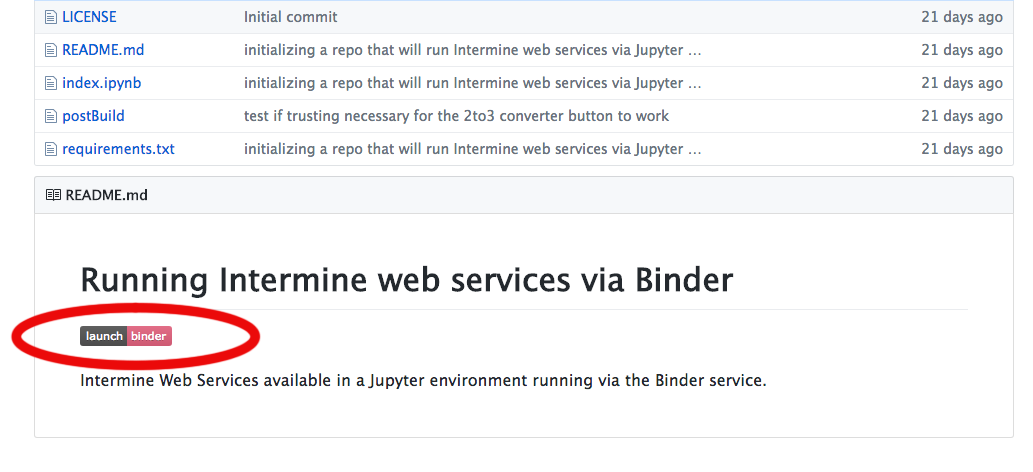 LICENSE Initial commit 21 days ago
README.md initializing a repo that will run Intermine web services via Jupyter … 21 days ago
index.ipynb initializing a repo that will run Intermine web services via Jupyter … 21 days ago
postBuild test if trusting necessary for the 2to3 converter button to work 21 days ago
requirements.txt initializing a repo that will run Intermine web services via Jupyter … 21 days ago
README.md
Running Intermine web services via Binder
launch binder
Intermine Web Services available in a Jupyter environment running via the Binder service.